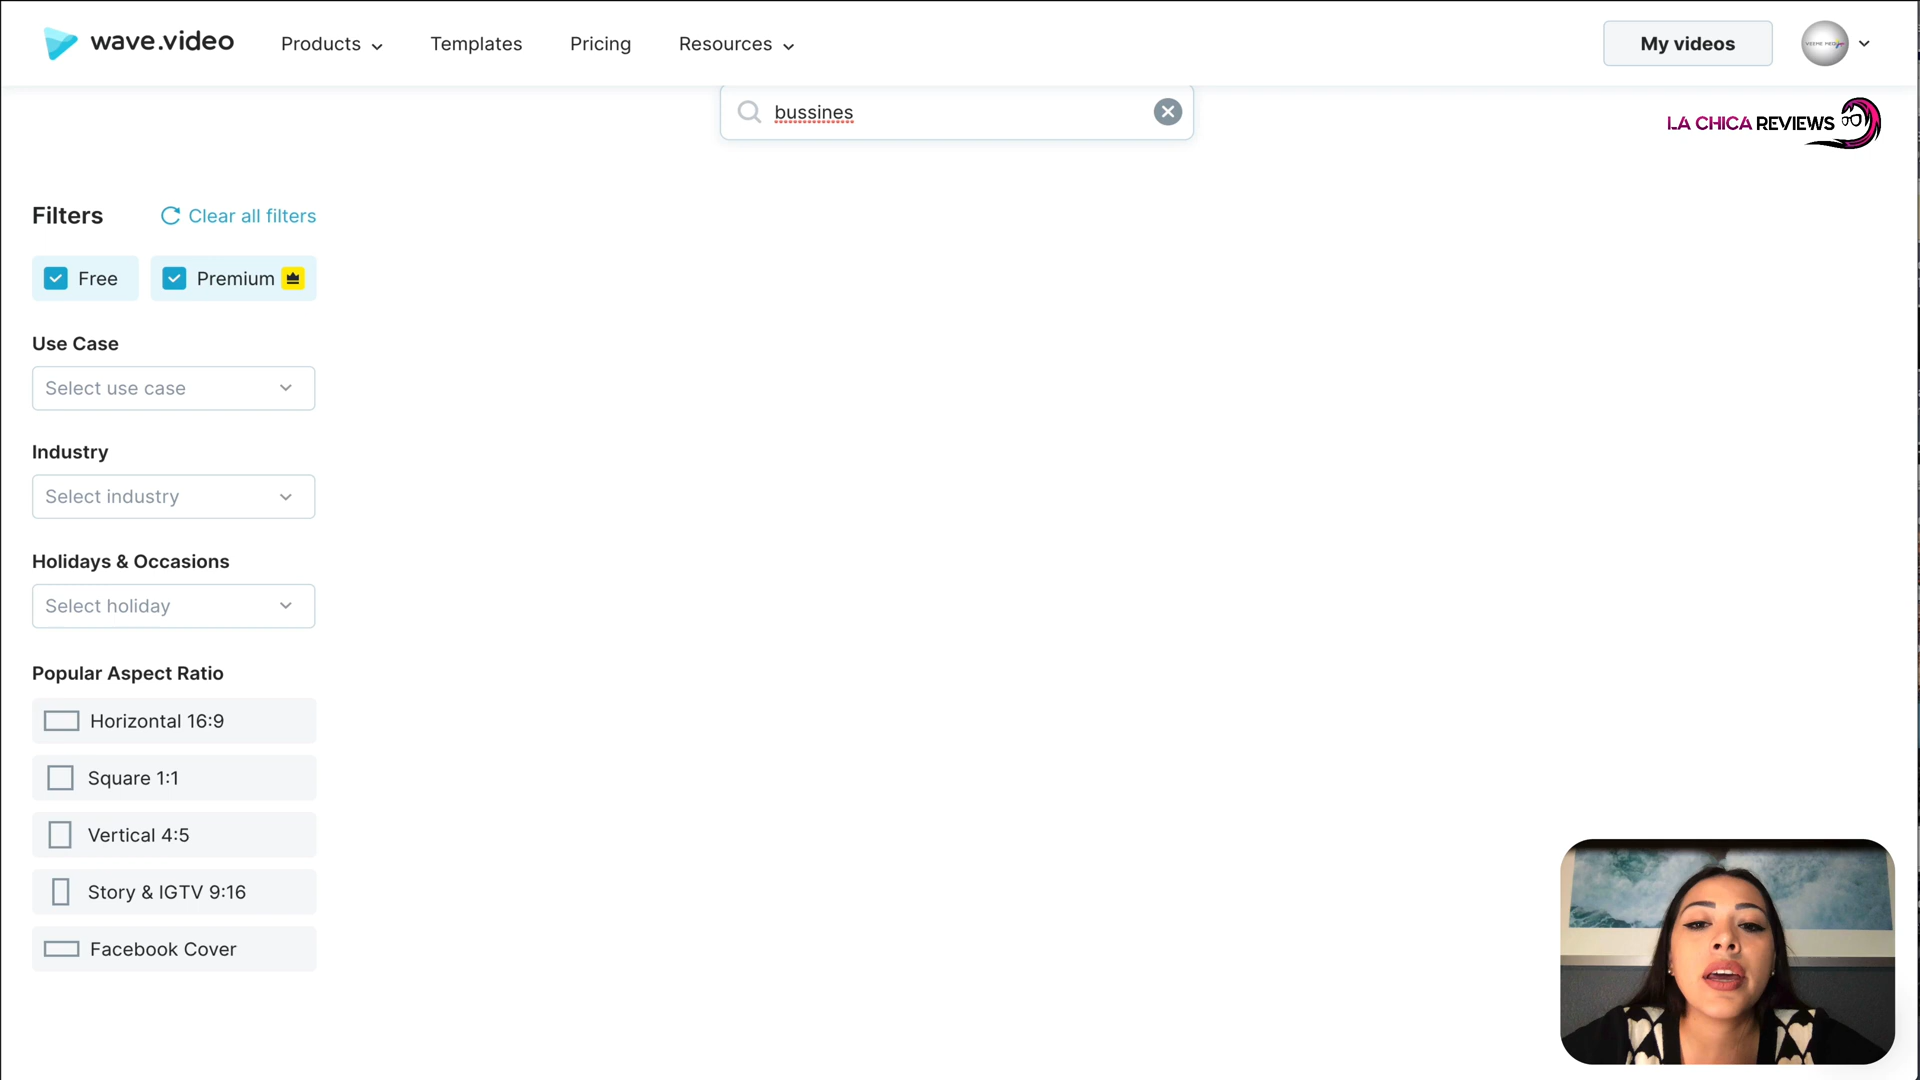 wave.video
Products
Templates
Pricing
Resources
My videos
bussines
LA CHICA REVIEWS
Filters
Clear all filters
Free
Premium
Use Case
Select use case
Industry
Select industry
Holidays & Occasions
Select holiday
Popular Aspect Ratio
Horizontal 16:9
Square 1:1
Vertical 4:5
Story & IGTV 9:16
Facebook Cover